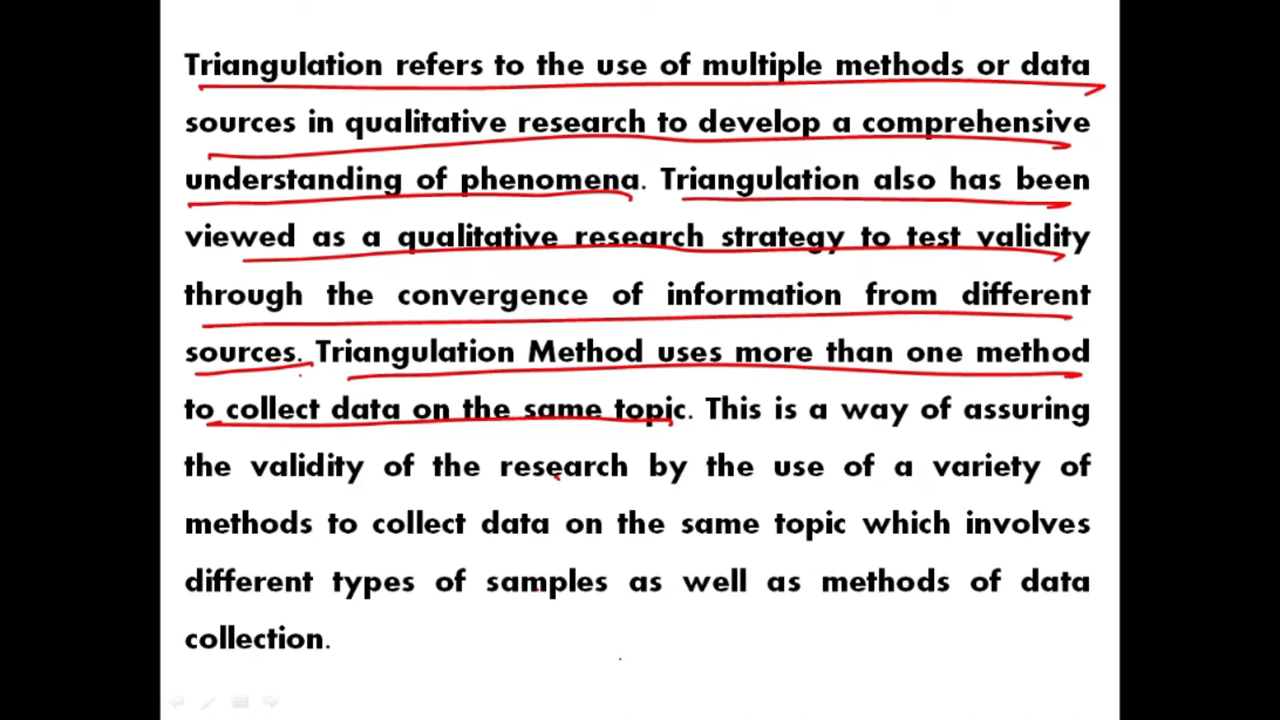 Triangulation refers to the use of multiple methods or data
sources in qualitative research to develop a comprehensive
understanding of phenomena. Triangulation also has been
viewed as a qualitative research strategy to test validity
through the convergence of information from different
sources. Triangulation Method uses more than one method
to collect data on the same topic. This is a way of assuring
the validity of the research by the use of a variety of
methods to collect data on the same topic which involves
different types of samples as well as methods of data
collection.